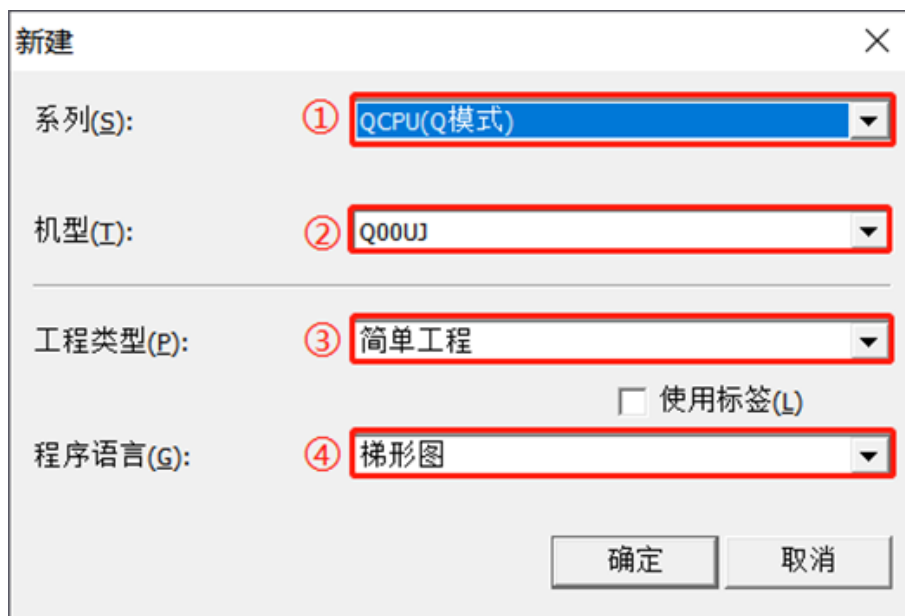 新建
系列(S): ① QCPU(Q模式)
机型(T): ② Q00UJ
工程类型(P): ③ 简单工程
使用标签(L)
程序语言(G): ④ 梯形图
确定 取消